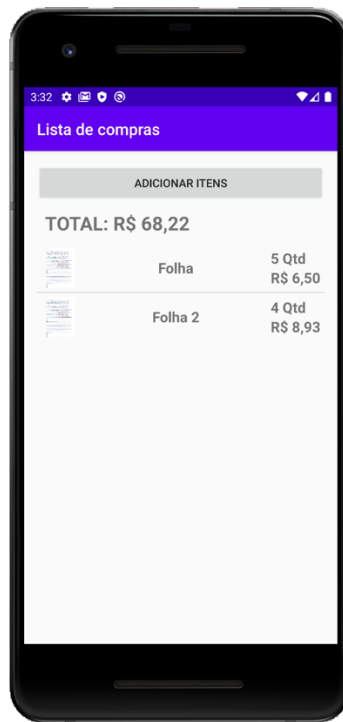 3:32
Lista de compras
ADICIONAR ITENS
TOTAL: R$ 68,22
Folha
5 Qtd
R$ 6,50
Folha 2
4 Qtd
R$ 8,93